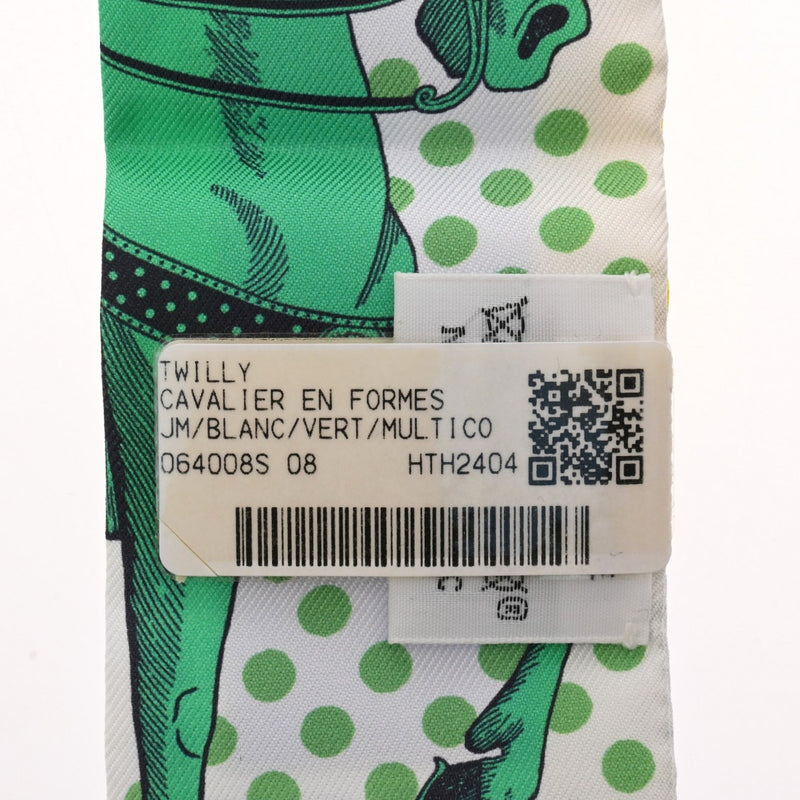 TWILLY
CAVALIER EN FORMES
JM/BLANC/VERT/MULTICO
064008S 08 HTH2404